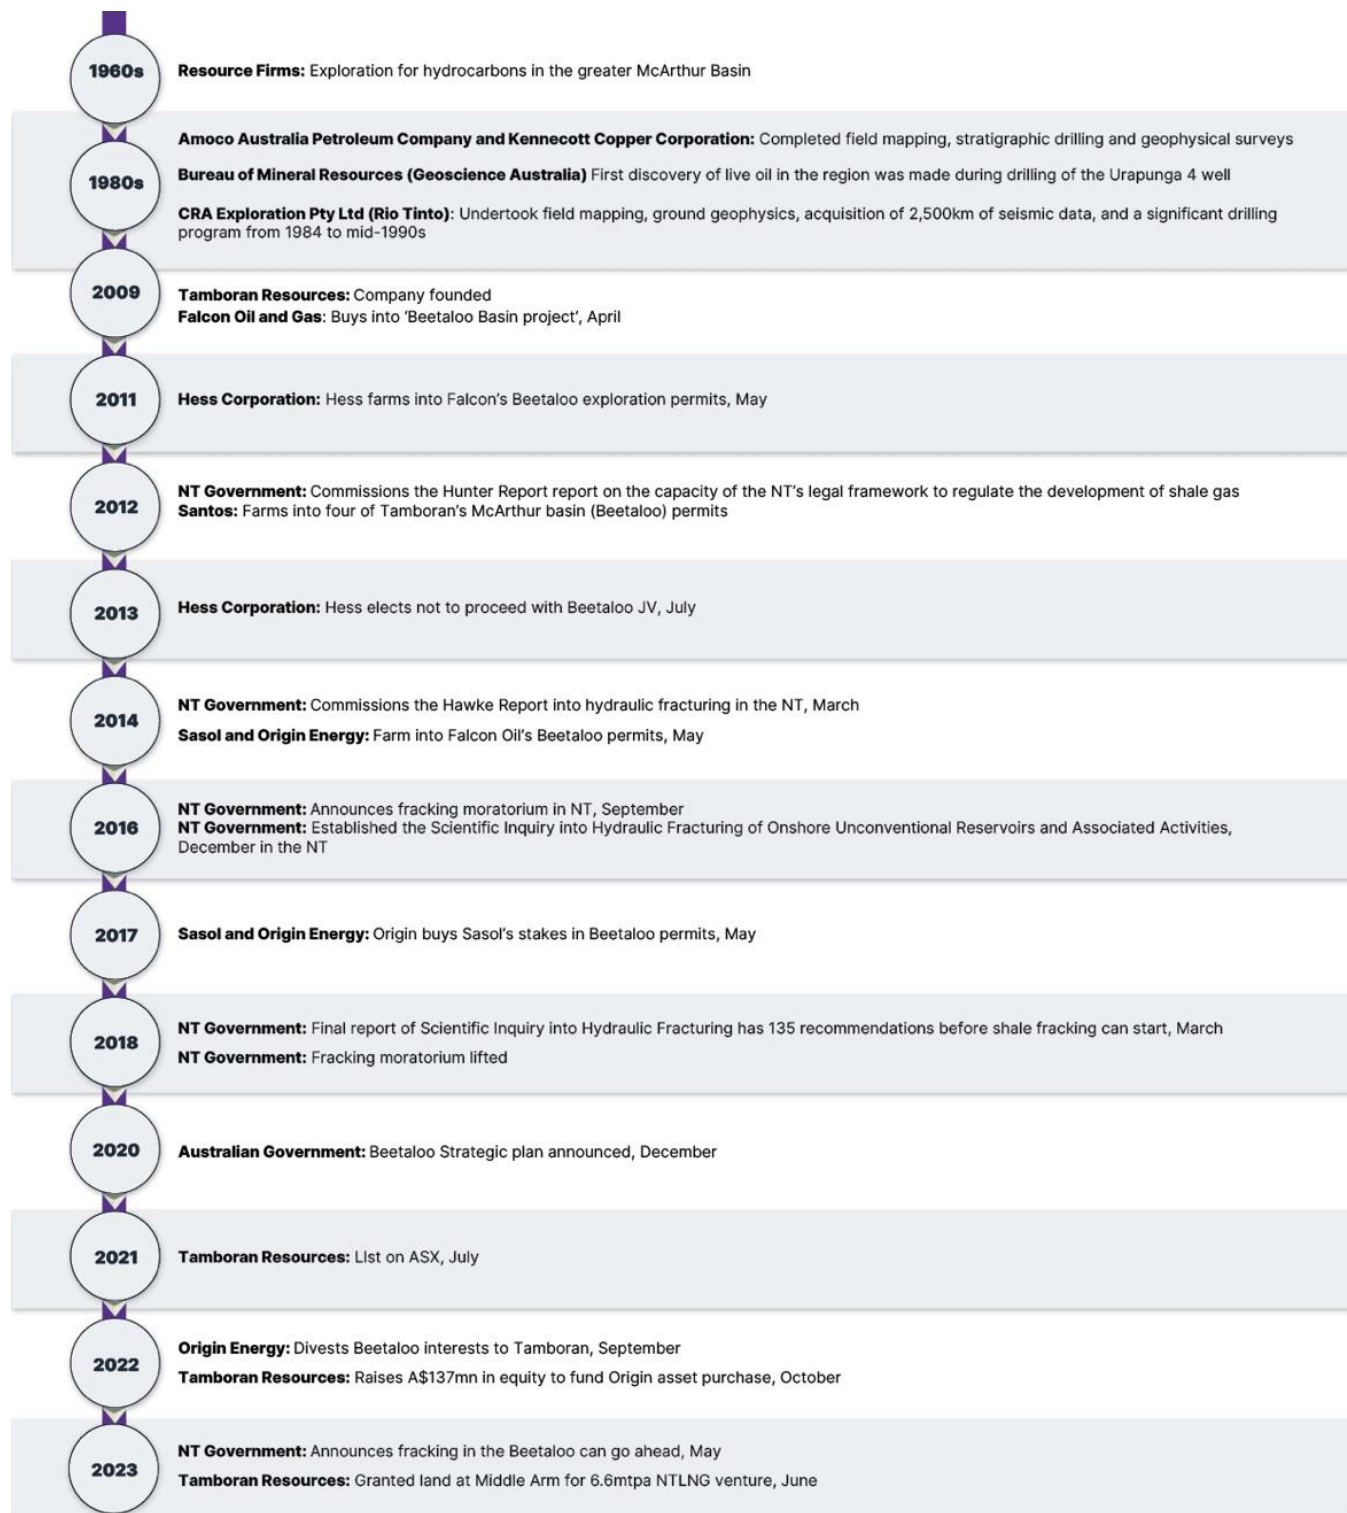 1960s
Resource Firms: Exploration for hydrocarbons in the greater McArthur Basin
1980s
Amoco Australia Petroleum Company and Kennecott Copper Corporation: Completed field mapping, stratigraphic drilling and geophysical surveys
Bureau of Mineral Resources (Geoscience Australia) First discovery of live oil in the region was made during drilling of the Urapunga 4 well
CRA Exploration Pty Ltd (Rio Tinto): Undertook field mapping, ground geophysics, acquisition of 2,500km of seismic data, and a significant drilling
program from 1984 to mid-1990s
2009
Tamboran Resources: Company founded
Falcon Oil and Gas: Buys into ‘Beetaloo Basin project’, April
2011
Hess Corporation: Hess farms into Falcon’s Beetaloo exploration permits, May
2012
NT Government: Commissions the Hunter Report report on the capacity of the NT’s legal framework to regulate the development of shale gas
Santos: Farms into four of Tamboran’s McArthur basin (Beetaloo) permits
2013
Hess Corporation: Hess elects not to proceed with Beetaloo JV, July
2014
NT Government: Commissions the Hawke Report into hydraulic fracturing in the NT, March
Sasol and Origin Energy: Farm into Falcon Oil’s Beetaloo permits, May
2016
NT Government: Announces fracking moratorium in NT, September
NT Government: Established the Scientific Inquiry into Hydraulic Fracturing of Onshore Unconventional Reservoirs and Associated Activities,
December in the NT
2017
Sasol and Origin Energy: Origin buys Sasol’s stakes in Beetaloo permits, May
2018
NT Government: Final report of Scientific Inquiry into Hydraulic Fracturing has 135 recommendations before shale fracking can start, March
NT Government: Fracking moratorium lifted
2020
Australian Government: Beetaloo Strategic plan announced, December
2021
Tamboran Resources: LIst on ASX, July
2022
Origin Energy: Divests Beetaloo interests to Tamboran, September
Tamboran Resources: Raises A$137mn in equity to fund Origin asset purchase, October
2023
NT Government: Announces fracking in the Beetaloo can go ahead, May
Tamboran Resources: Granted land at Middle Arm for 6.6mtpa NTLNG venture, June